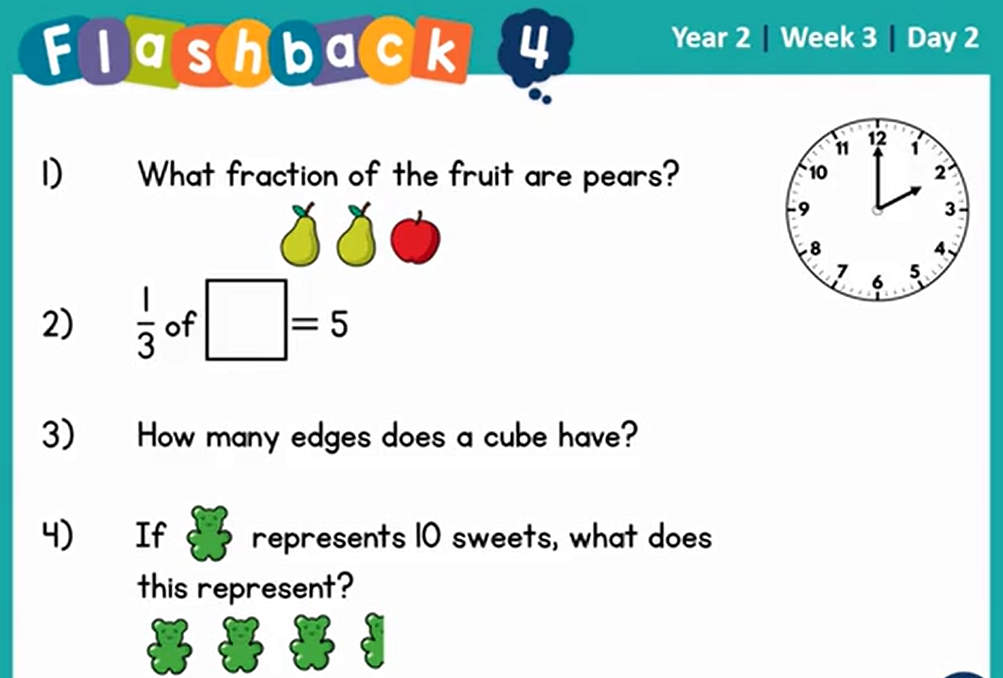 Flashback 4
Year 2 | Week 3 | Day 2
1) What fraction of the fruit are pears?
12
11 1
10 2
9 3
8 4
7 5
6
2) 1/3 of = 5
3) How many edges does a cube have?
4) If represents 10 sweets, what does
this represent?